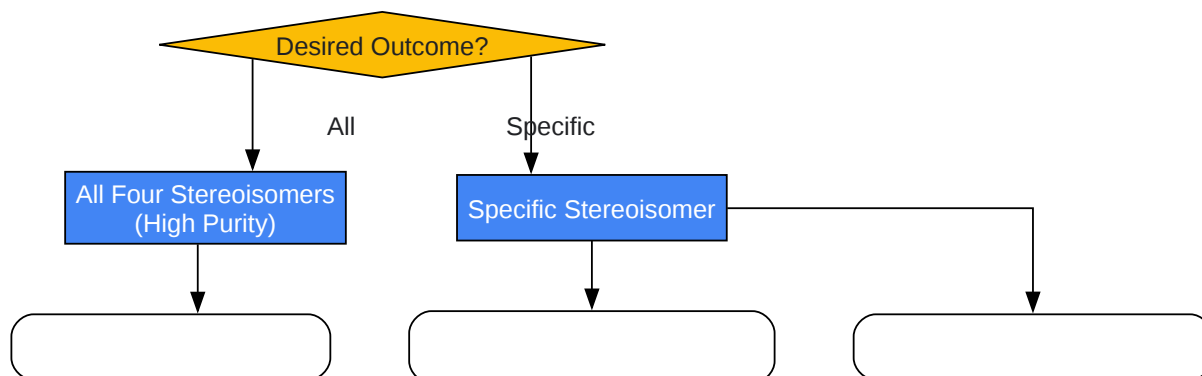 Desired Outcome?
All
Specific
All Four Stereoisomers
(High Purity)
Specific Stereoisomer